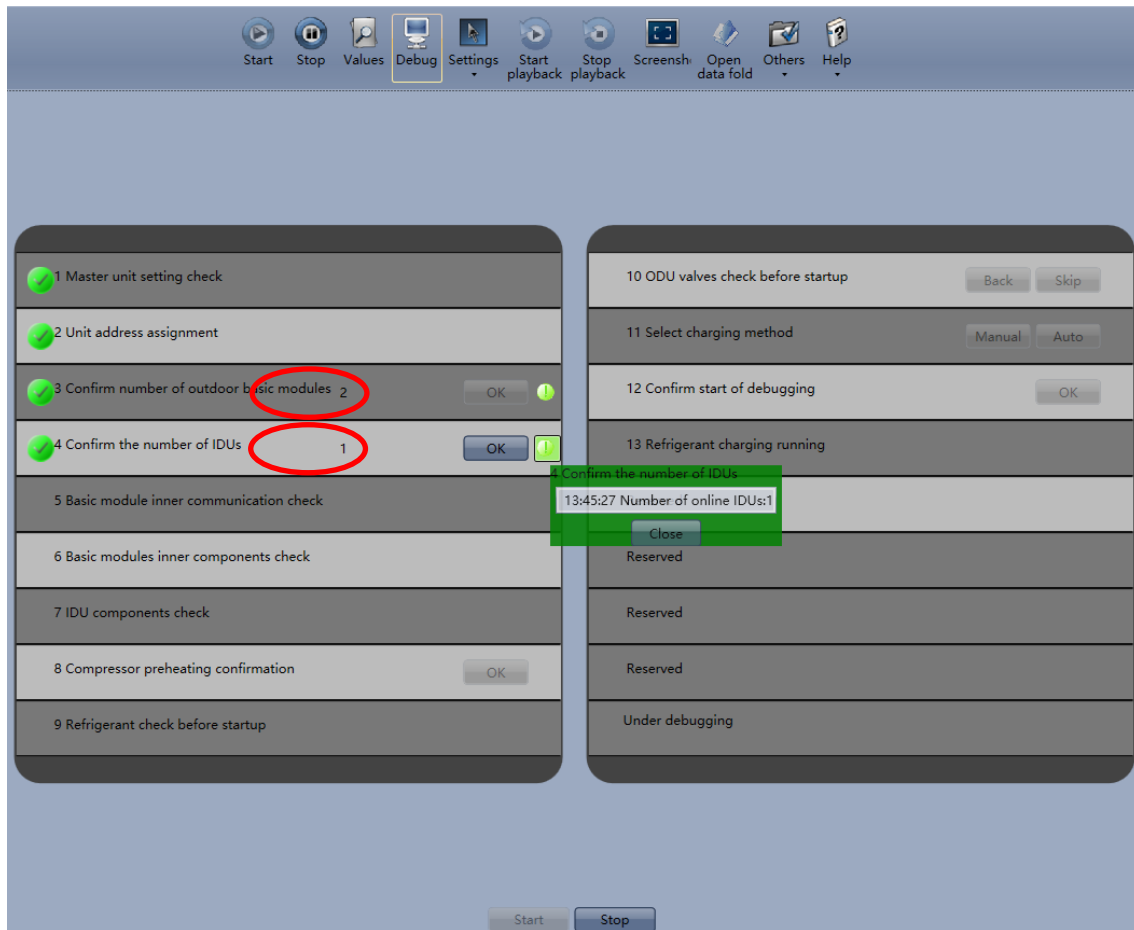 Start
Stop
Values
Debug
Settings
Start
playback
Stop
playback
Screensh
Open
data fold
Others
Help
1 Master unit setting check
2 Unit address assignment
3 Confirm number of outdoor basic modules 2 OK
4 Confirm the number of IDUs 1 OK
5 Basic module inner communication check
6 Basic modules inner components check
7 IDU components check
8 Compressor preheating confirmation OK
9 Refrigerant check before startup
10 ODU valves check before startup Back Skip
11 Select charging method Manual Auto
12 Confirm start of debugging OK
13 Refrigerant charging running
4 Confirm the number of IDUs
13:45:27 Number of online IDUs:1
Close
Reserved
Reserved
Reserved
Under debugging
Start Stop